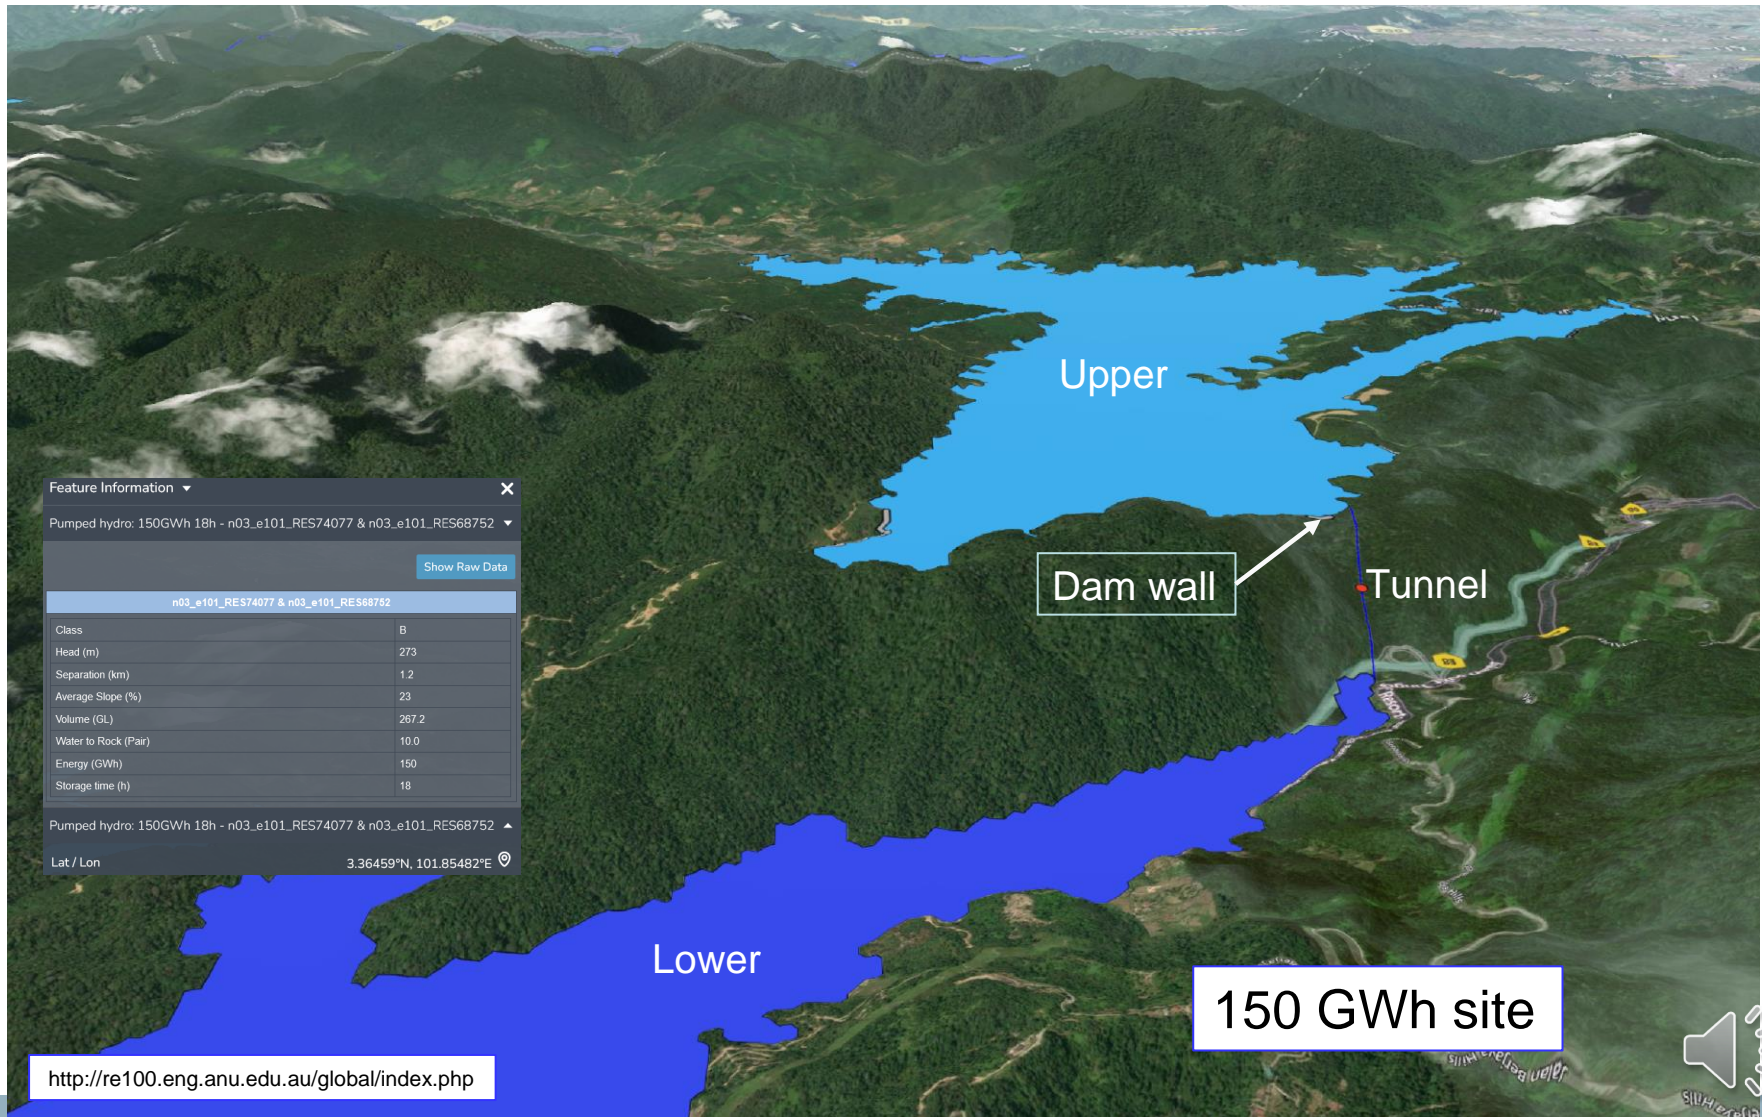 Upper
Feature Information
Pumped hydro: 150GWh 18h - n03_e101_RES74077 & n03_e101_RES68752
Show Raw Data
n03_e101_RES74077 & n03_e101_RES68752
Class B
Head (m) 273
Separation (km) 1.2
Average Slope (%) 23
Volume (GL) 267.2
Water to Rock (Pair) 10.0
Energy (GWh) 150
Storage time (h) 18
Pumped hydro: 150GWh 18h - n03_e101_RES74077 & n03_e101_RES68752
Lat / Lon 3.36459°N, 101.85482°E
Dam wall
Tunnel
Resort
Lower
150 GWh site
http://re100.eng.anu.edu.au/global/index.php